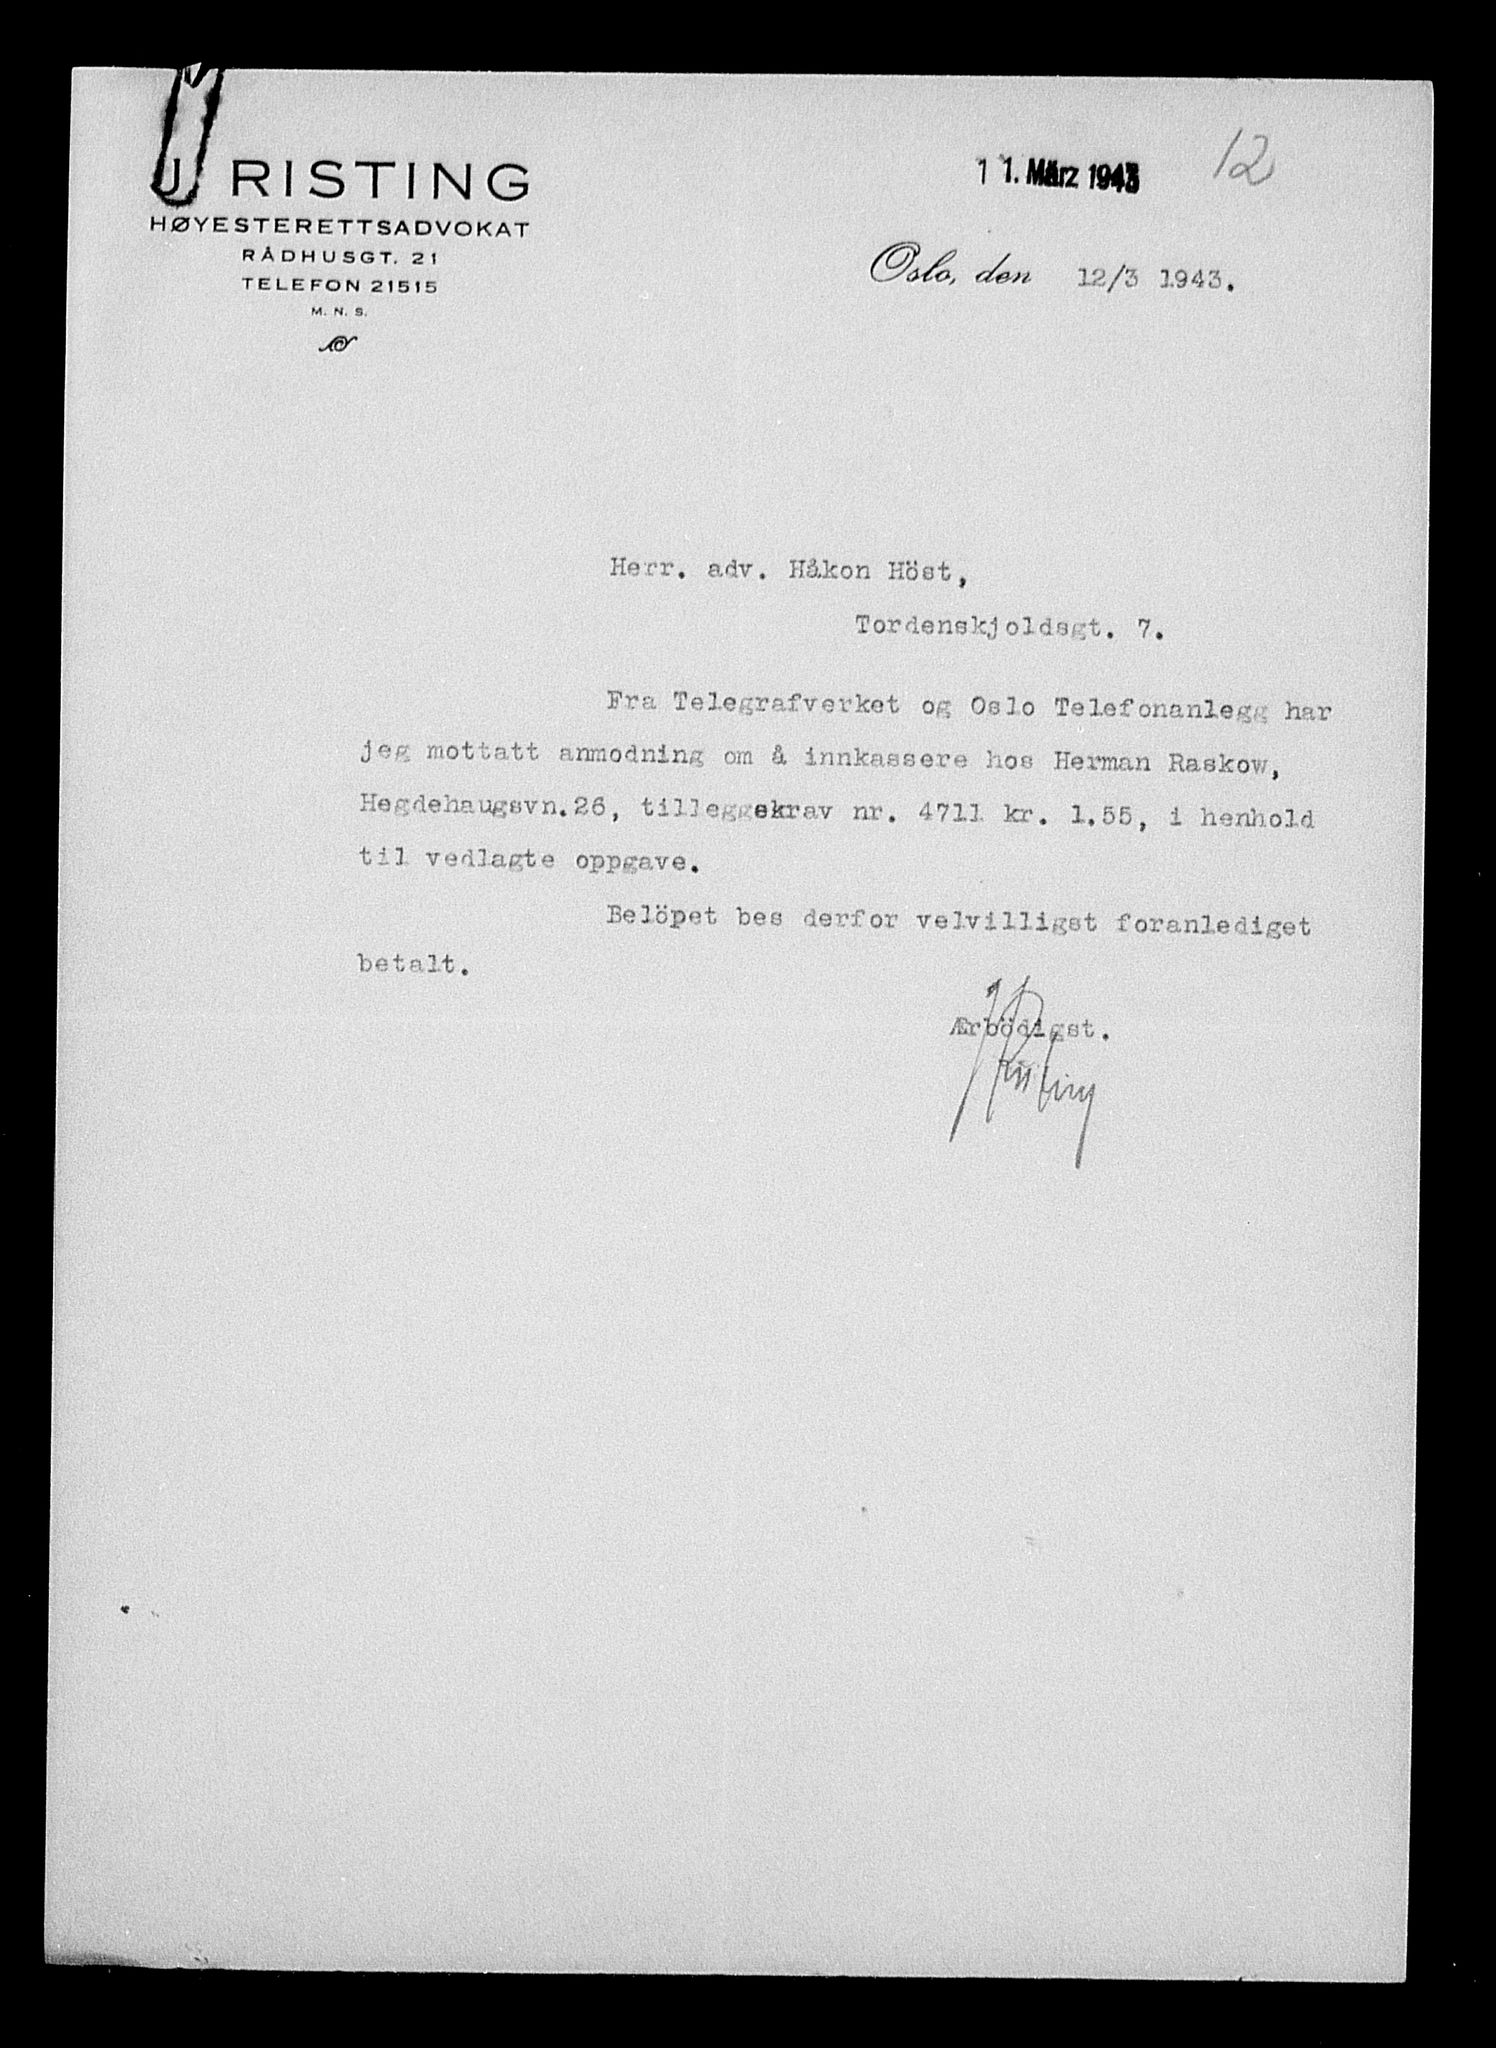 J RISTING
HØYESTERETTSADVOKAT
RÅDHUSGT. 21
TELEFON 21515
M. N. S.
11. März 1943
12
Oslo, den 12/3 1943.
Herr. adv. Håkon Höst,
Tordenskjoldsgt. 7.
Fra Telegrafverket og Oslo Telefonanlegg har
jeg mottatt anmodning om å innkassere hos Herman Raskow,
Hegdehaugsvn.26, tilleggskrav nr. 4711 kr. 1.55, i henhold
til vedlagte oppgave.
Belöpet bes derfor velvilligst foranlediget
betalt.
Ærbödigst.
J Risting